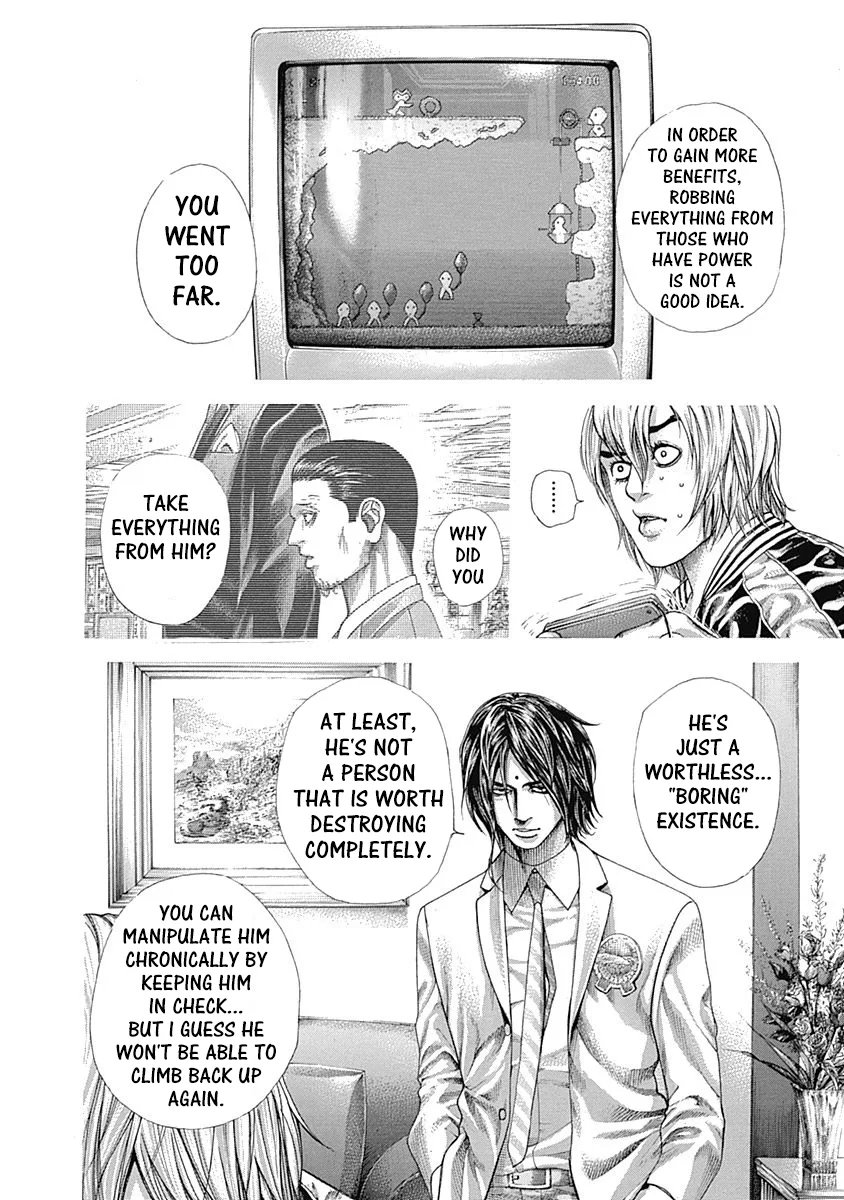 IN ORDER
TO GAIN MORE
BENEFITS,
ROBBING
EVERYTHING FROM
THOSE WHO
HAVE POWER
IS NOT A
GOOD IDEA.
YOU
WENT
TOO
FAR.
......
WHY
DID
YOU
TAKE
EVERYTHING
FROM HIM?
HE'S
JUST A
WORTHLESS...
"BORING"
EXISTENCE.
AT LEAST,
HE'S NOT
A PERSON
THAT IS WORTH
DESTROYING
COMPLETELY.
YOU CAN
MANIPULATE HIM
CHRONICALLY BY
KEEPING HIM
IN CHECK...
BUT I GUESS HE
WON'T BE ABLE TO
CLIMB BACK UP
AGAIN.